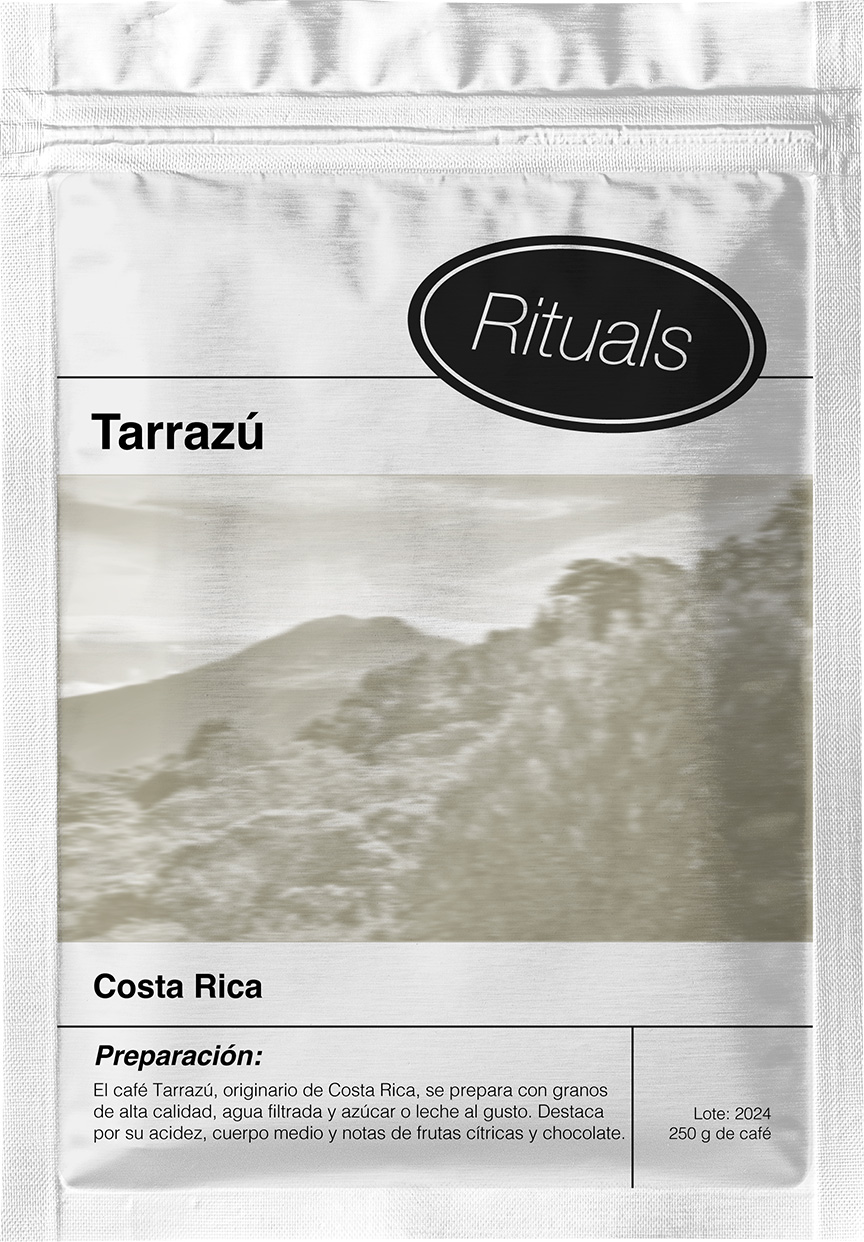 Rituals
Tarrazú
Costa Rica
Preparación:
El café Tarrazú, originario de Costa Rica, se prepara con granos
de alta calidad, agua filtrada y azúcar o leche al gusto. Destaca
por su acidez, cuerpo medio y notas de frutas cítricas y chocolate.
Lote: 2024
250 g de café